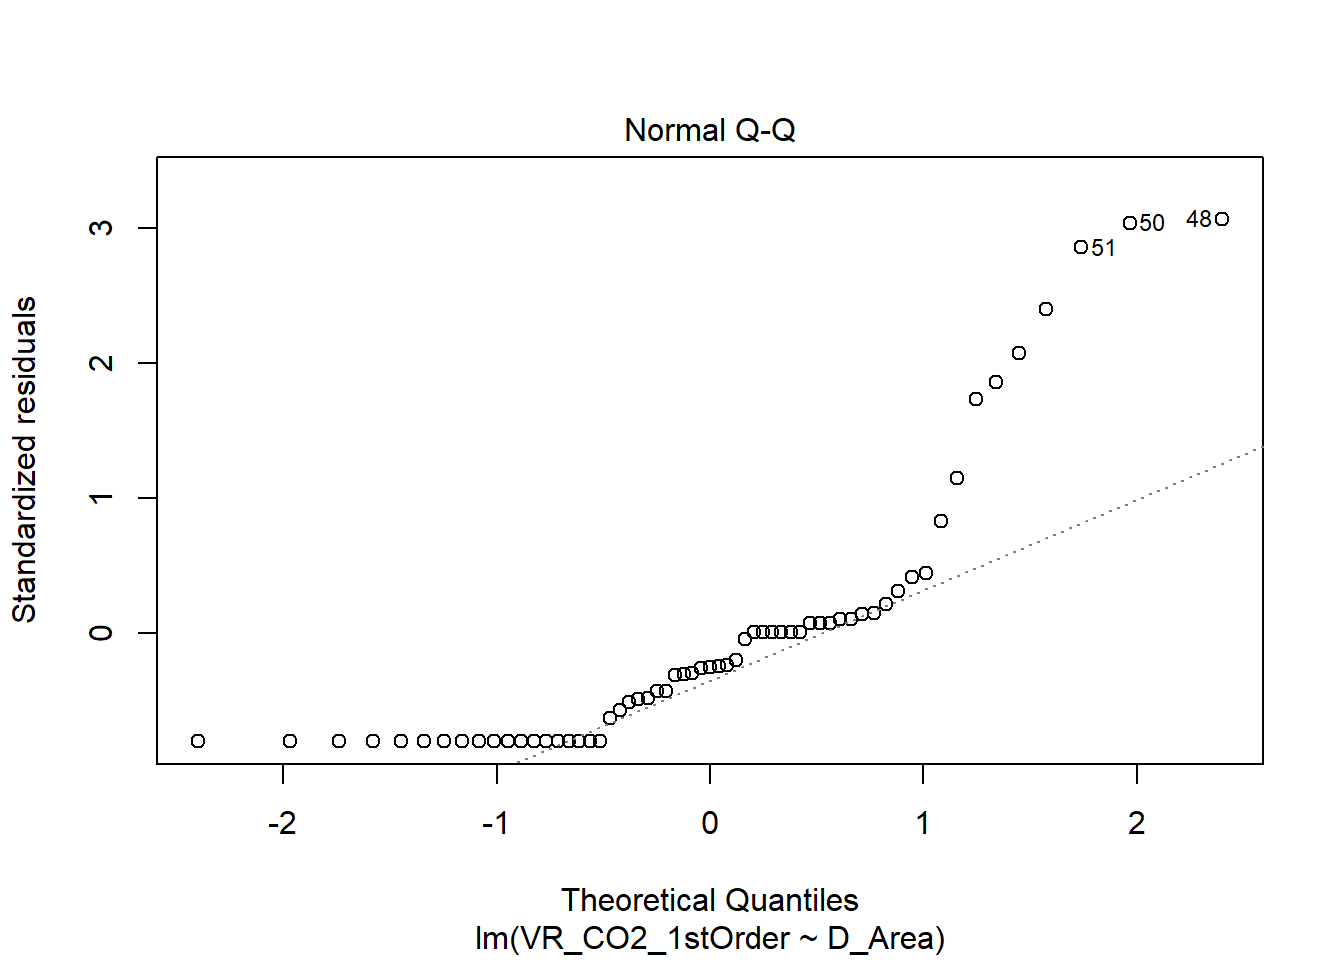 Normal Q-Q
Standardized residuals
3
2
1
0
48
50
51
-2 -1 0 1 2
Theoretical Quantiles
lm(VR_CO2_1stOrder ~ D_Area)